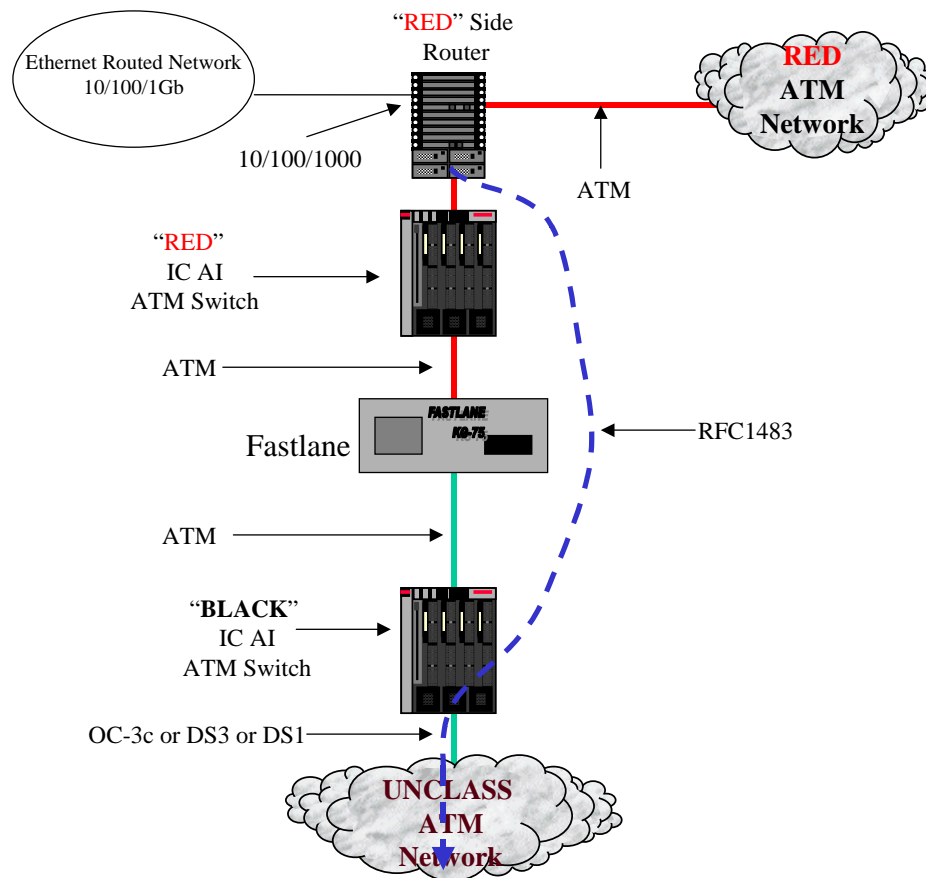 “RED” Side
Router
Ethernet Routed Network
10/100/1Gb
RED
ATM
Network
10/100/1000
ATM
“RED”
IC AI
ATM Switch
ATM
FASTLANE
KG-75
Fastlane
RFC1483
ATM
“BLACK”
IC AI
ATM Switch
OC-3c or DS3 or DS1
UNCLASS
ATM
Network